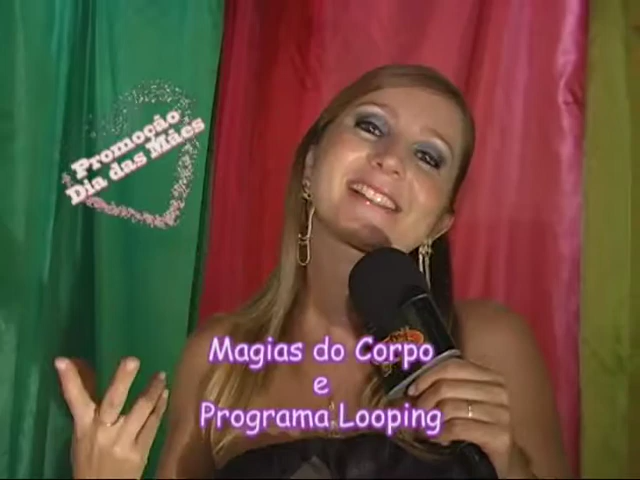 Promoção
Dia das Mães
Magias do Corpo
e
Programa Looping